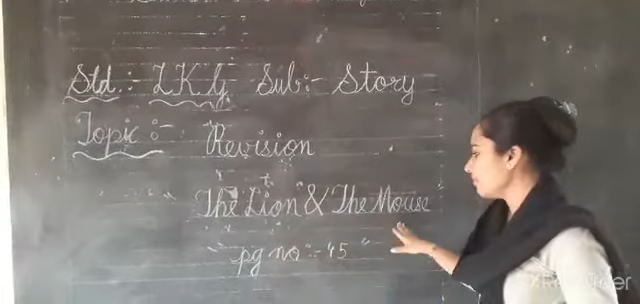 Std.:- L.K.G. Sub:- Story
Topic :- Revision
"The Lion & The Mouse"
"pg no:- 45"